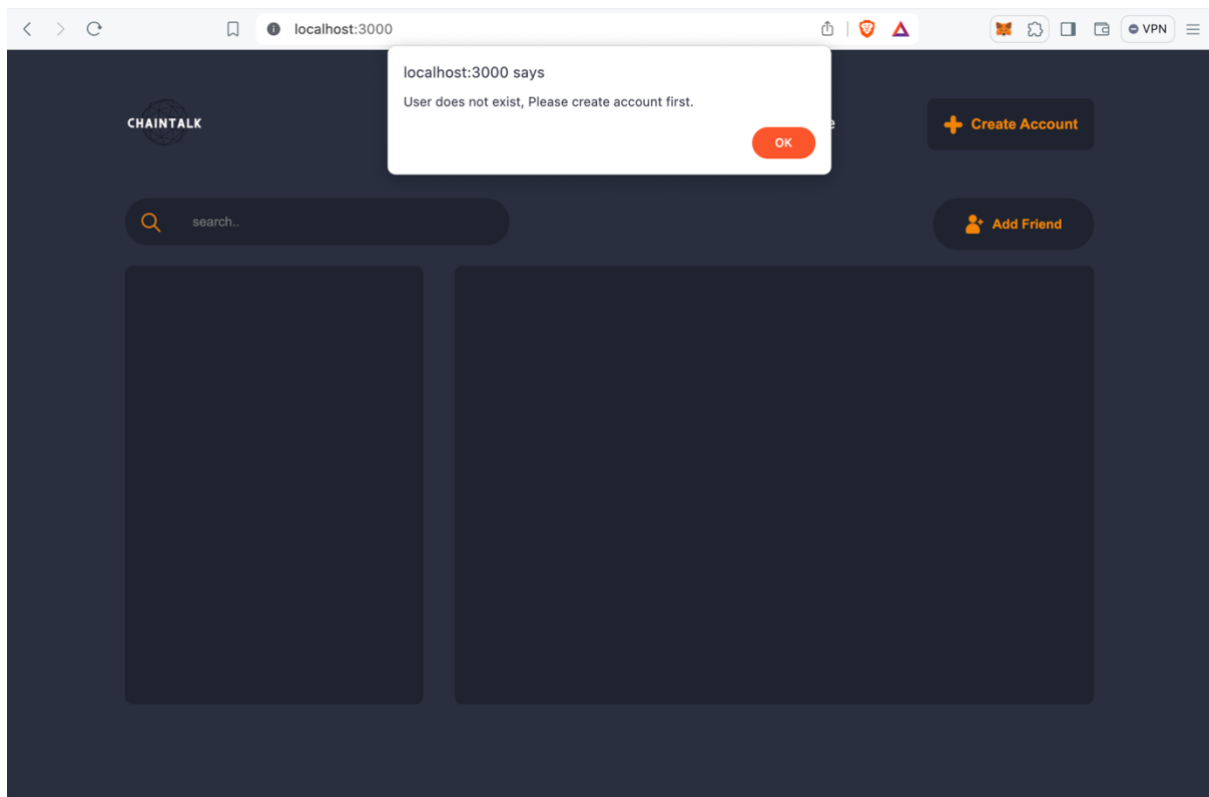 localhost:3000
VPN
localhost:3000 says
User does not exist, Please create account first.
OK
CHAINTALK
Create Account
search..
Add Friend